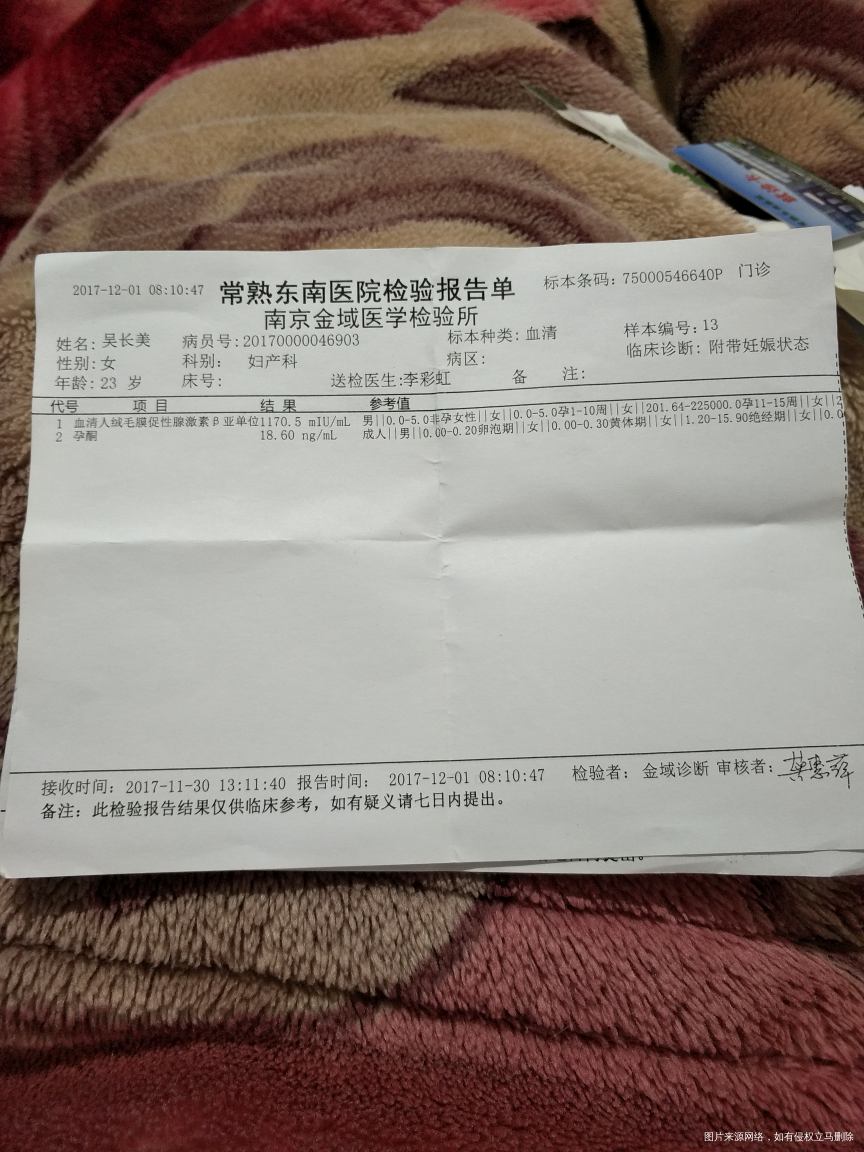 2017-12-01 08:10:47 常熟东南医院检验报告单 标本条码: 75000546640P 门诊
南京金域医学检验所
姓名: 吴长美 病员号: 20170000046903 标本种类: 血清 样本编号: 13
性别: 女 科别: 妇产科 病区: 临床诊断: 附带妊娠状态
年龄: 23 岁 床号: 送检医生: 李彩虹 备 注:
代号 项 目 结 果 参考值
1 血清人绒毛膜促性腺激素β亚单位1170.5 mIU/mL 男||0.0-5.0非孕女性||女||0.0-5.0孕1-10周||女||201.64-225000.0孕11-15周||女||2
2 孕酮 18.60 ng/mL 成人||男||0.00-0.20卵泡期||女||0.00-0.30黄体期||女||1.20-15.90绝经期||女||0.0
接收时间: 2017-11-30 13:11:40 报告时间: 2017-12-01 08:10:47 检验者: 金域诊断 审核者:
备注: 此检验报告结果仅供临床参考, 如有疑义请七日内提出。
图片来源网络，如有侵权立马删除